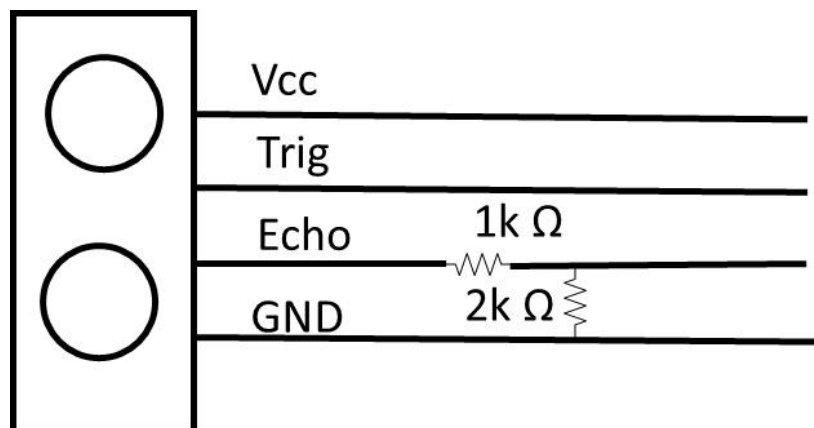 Vcc
Trig
Echo
1k Ω
2k Ω
GND